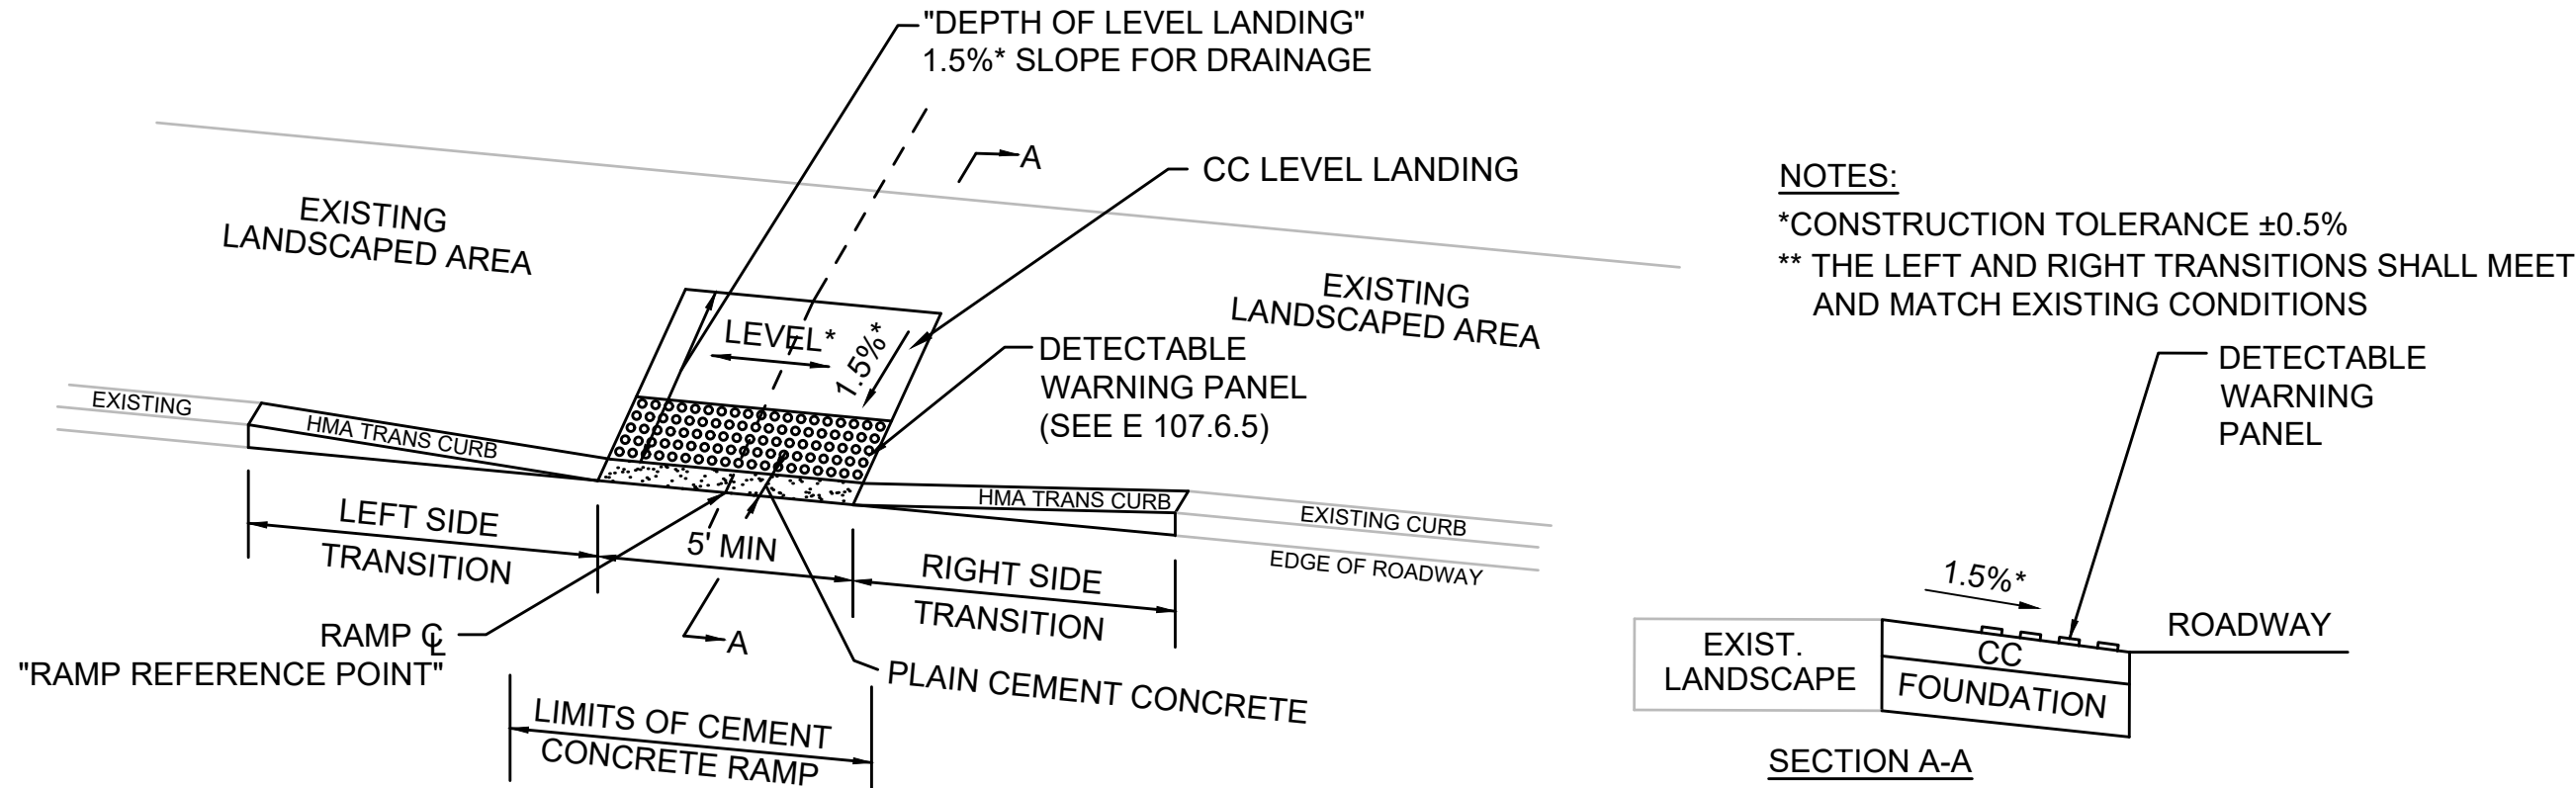 "DEPTH OF LEVEL LANDING"
1.5%* SLOPE FOR DRAINAGE
A
CC LEVEL LANDING
EXISTING
LANDSCAPED AREA
EXISTING
LANDSCAPED AREA
LEVEL*
1.5%*
DETECTABLE
WARNING PANEL
(SEE E 107.6.5)
EXISTING
HMA TRANS CURB
HMA TRANS CURB
EXISTING CURB
EDGE OF ROADWAY
LEFT SIDE
TRANSITION
5' MIN
RIGHT SIDE
TRANSITION
RAMP ℄
"RAMP REFERENCE POINT"
A
PLAIN CEMENT CONCRETE
LIMITS OF CEMENT
CONCRETE RAMP
NOTES:
*CONSTRUCTION TOLERANCE ±0.5%
** THE LEFT AND RIGHT TRANSITIONS SHALL MEET
AND MATCH EXISTING CONDITIONS
DETECTABLE
WARNING
PANEL
1.5%*
ROADWAY
EXIST.
LANDSCAPE
CC
FOUNDATION
SECTION A-A